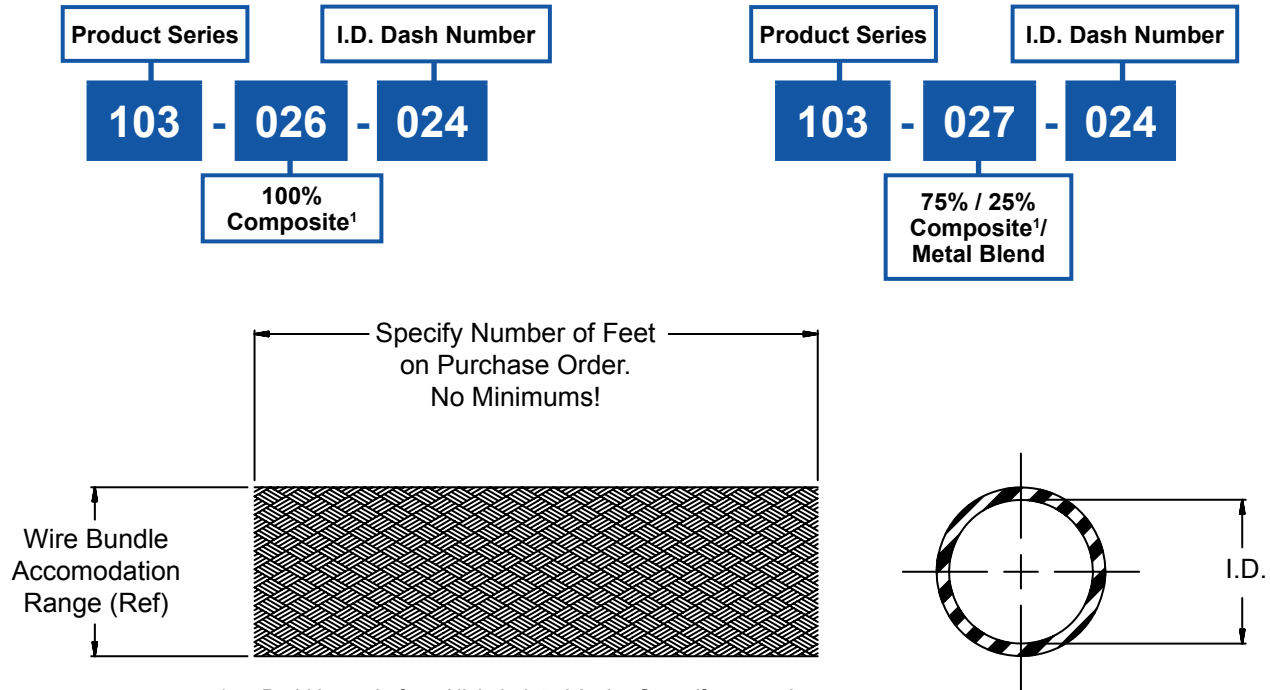 Product Series
I.D. Dash Number
103 - 026 - 024
100%
Composite¹
Product Series
I.D. Dash Number
103 - 027 - 024
75% / 25%
Composite¹/
Metal Blend
Specify Number of Feet
on Purchase Order.
No Minimums!
Wire Bundle
Accomodation
Range (Ref)
I.D.